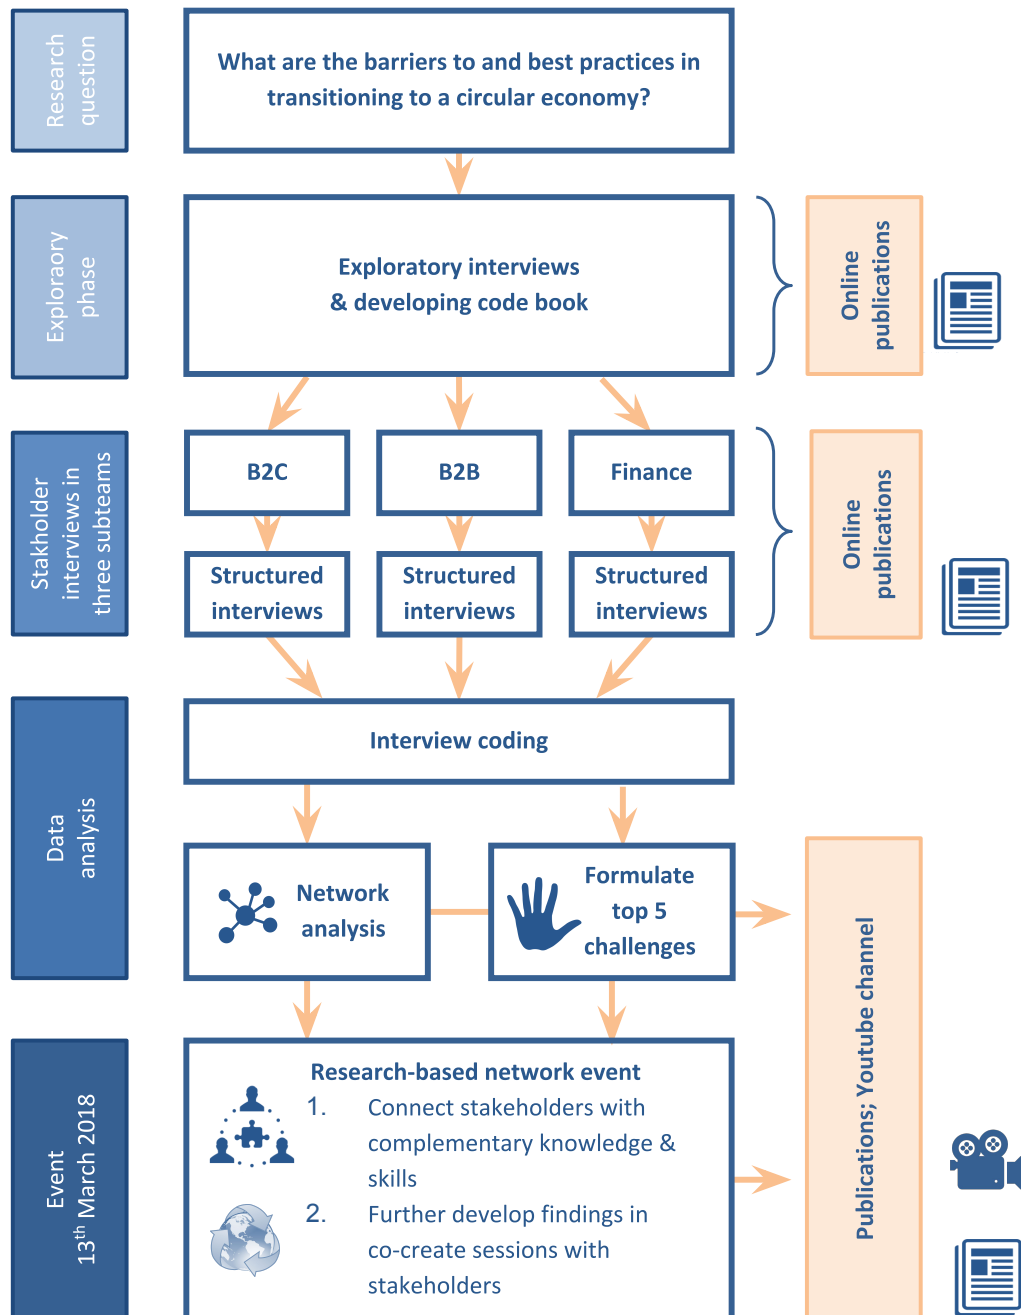 Research
question
What are the barriers to and best practices in
transitioning to a circular economy?
Exploraory
phase
Exploratory interviews
& developing code book
Online
publications
Stakholder
interviews in
three subteams
B2C
B2B
Finance
Structured
interviews
Structured
interviews
Structured
interviews
Online
publications
Data
analysis
Interview coding
Network
analysis
Formulate
top 5
challenges
Publications; Youtube channel
Event
13th March 2018
Research-based network event
1. Connect stakeholders with
complementary knowledge &
skills
2. Further develop findings in
co-create sessions with
stakeholders